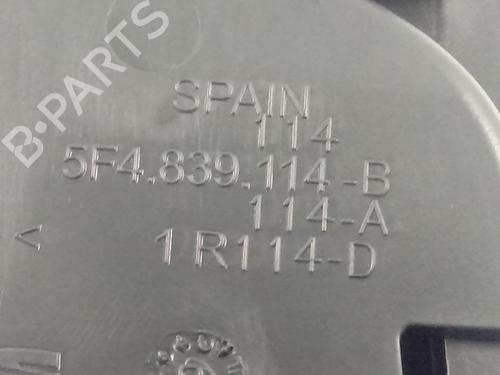 B-PARTS
SPAIN
114
5F4.839.114-B
114-A
<
1R114-D